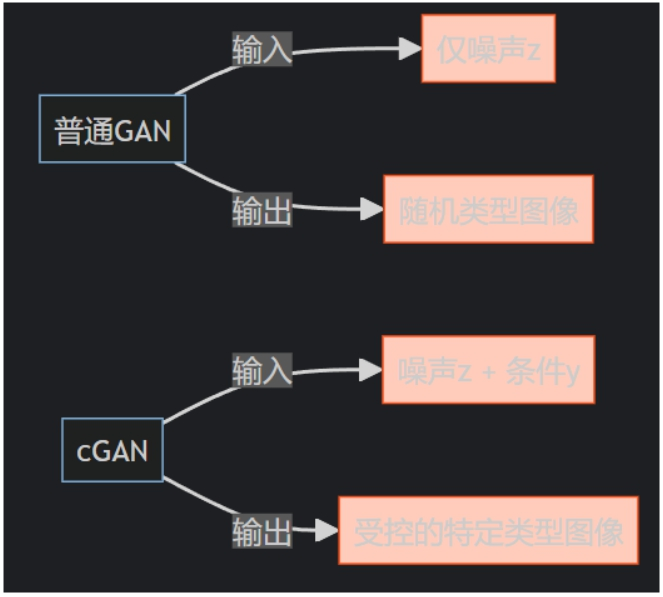 输入
仅噪声z
普通GAN
输出
随机类型图像
输入
噪声z + 条件y
cGAN
输出
受控的特定类型图像